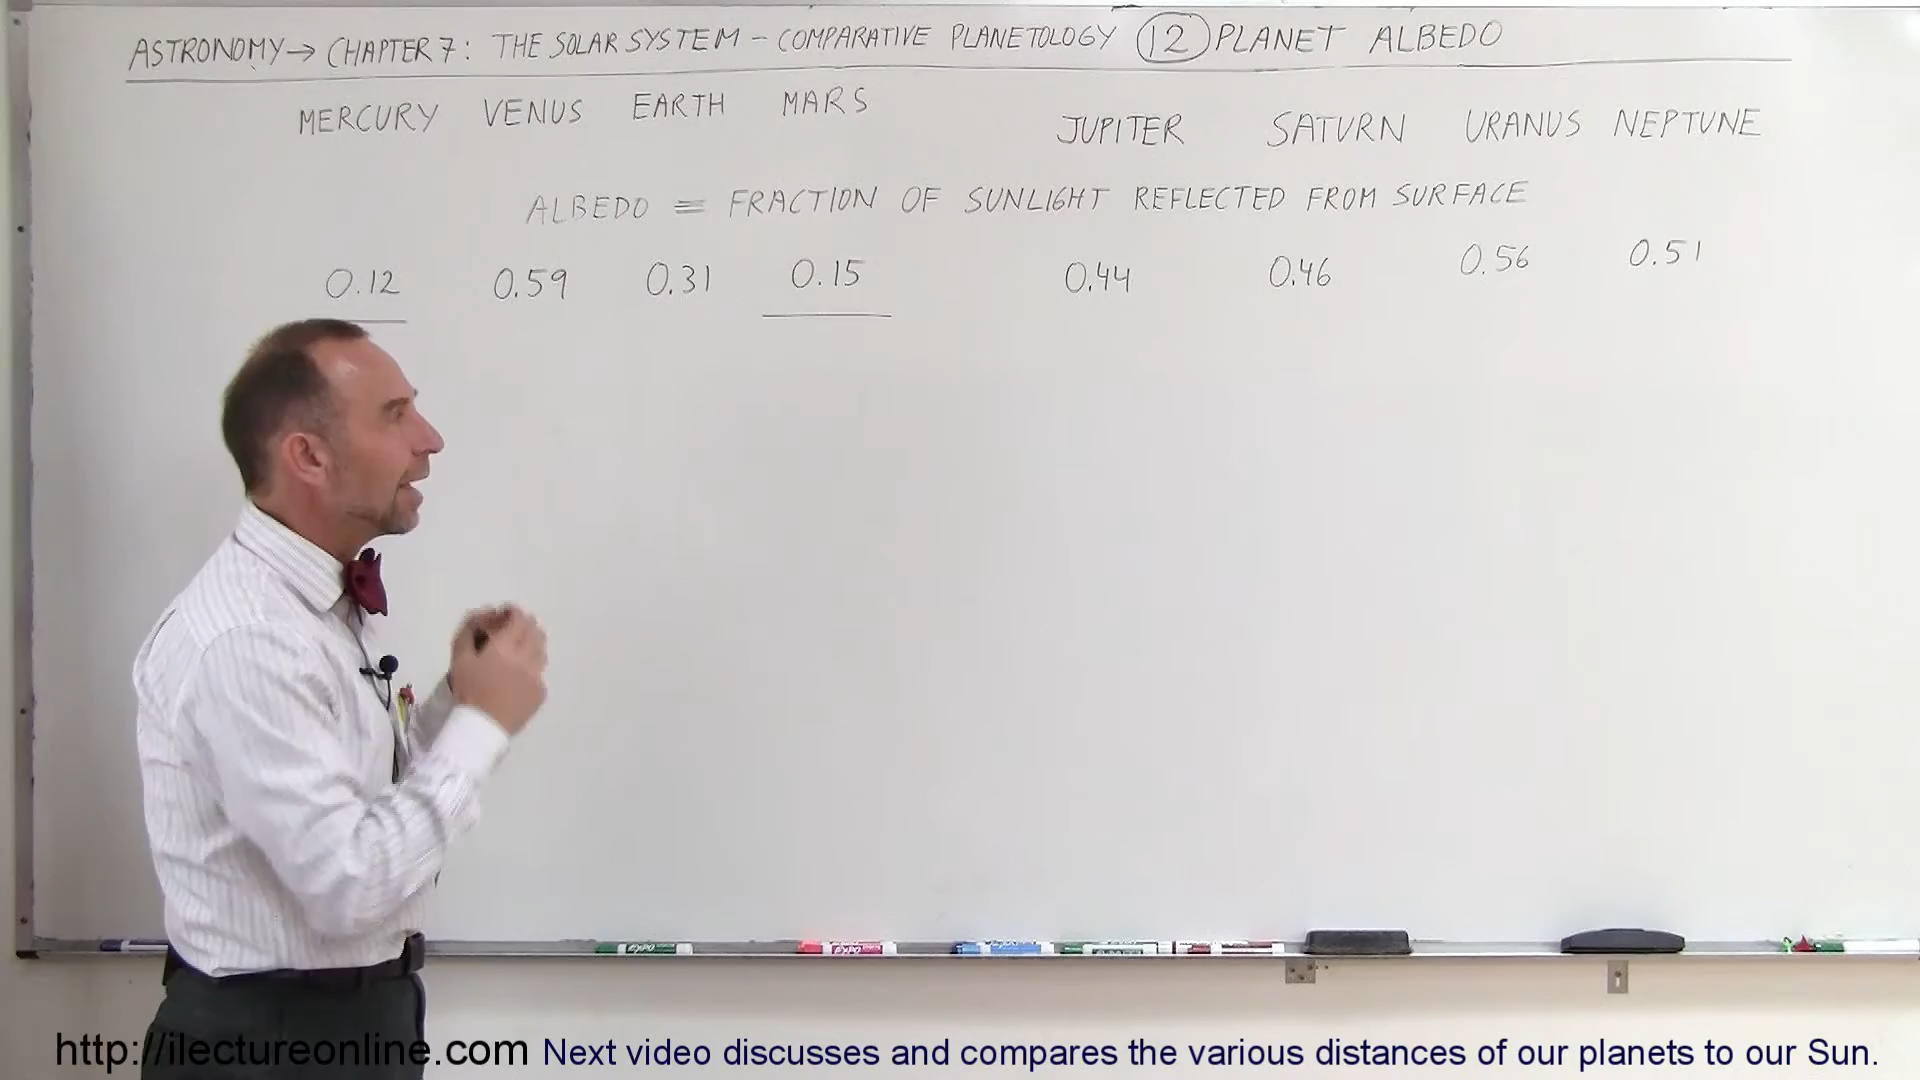 ASTRONOMY → CHAPTER 7: THE SOLAR SYSTEM - COMPARATIVE PLANETOLOGY 12 PLANET ALBEDO
MERCURY VENUS EARTH MARS JUPITER SATURN URANUS NEPTUNE
ALBEDO = FRACTION OF SUNLIGHT REFLECTED FROM SURFACE
0.12 0.59 0.31 0.15 0.44 0.46 0.56 0.51
http://ilectureonline.com Next video discusses and compares the various distances of our planets to our Sun.